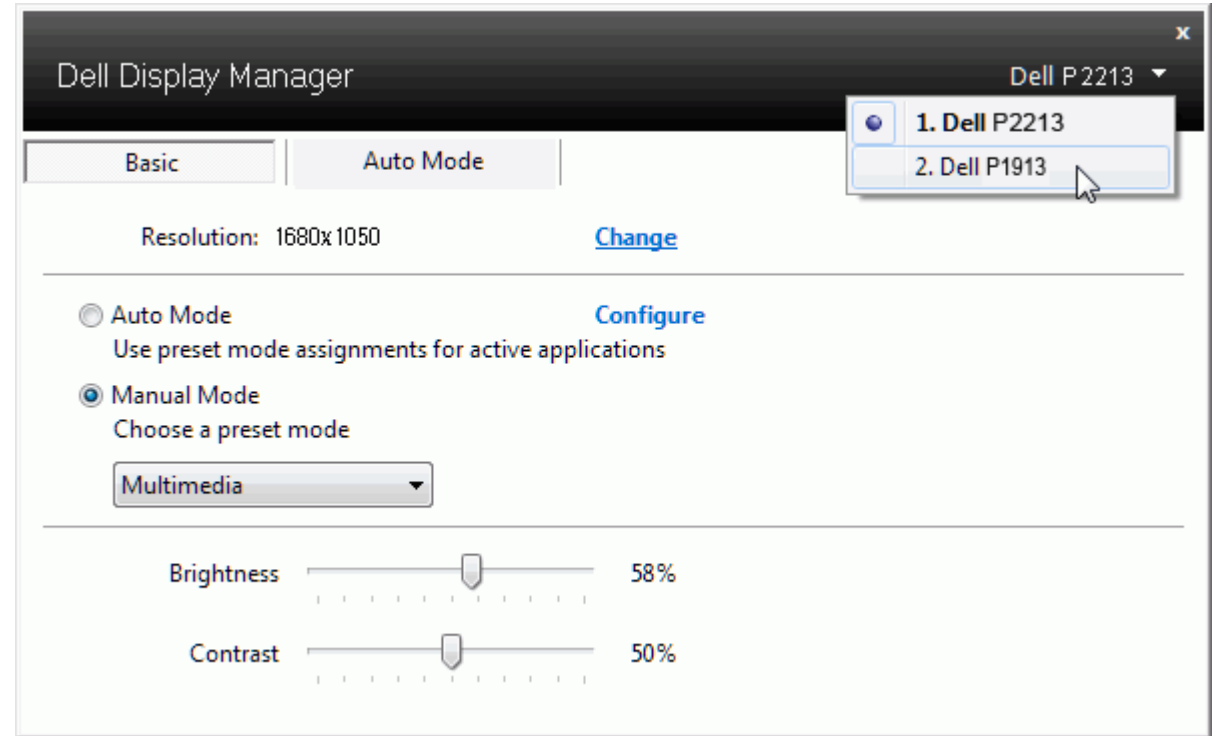 x
Dell Display Manager
Dell P2213
1. Dell P2213
2. Dell P1913
Basic
Auto Mode
Resolution: 1680x1050 Change
Auto Mode Configure
Use preset mode assignments for active applications
Manual Mode
Choose a preset mode
Multimedia
Brightness 58%
Contrast 50%